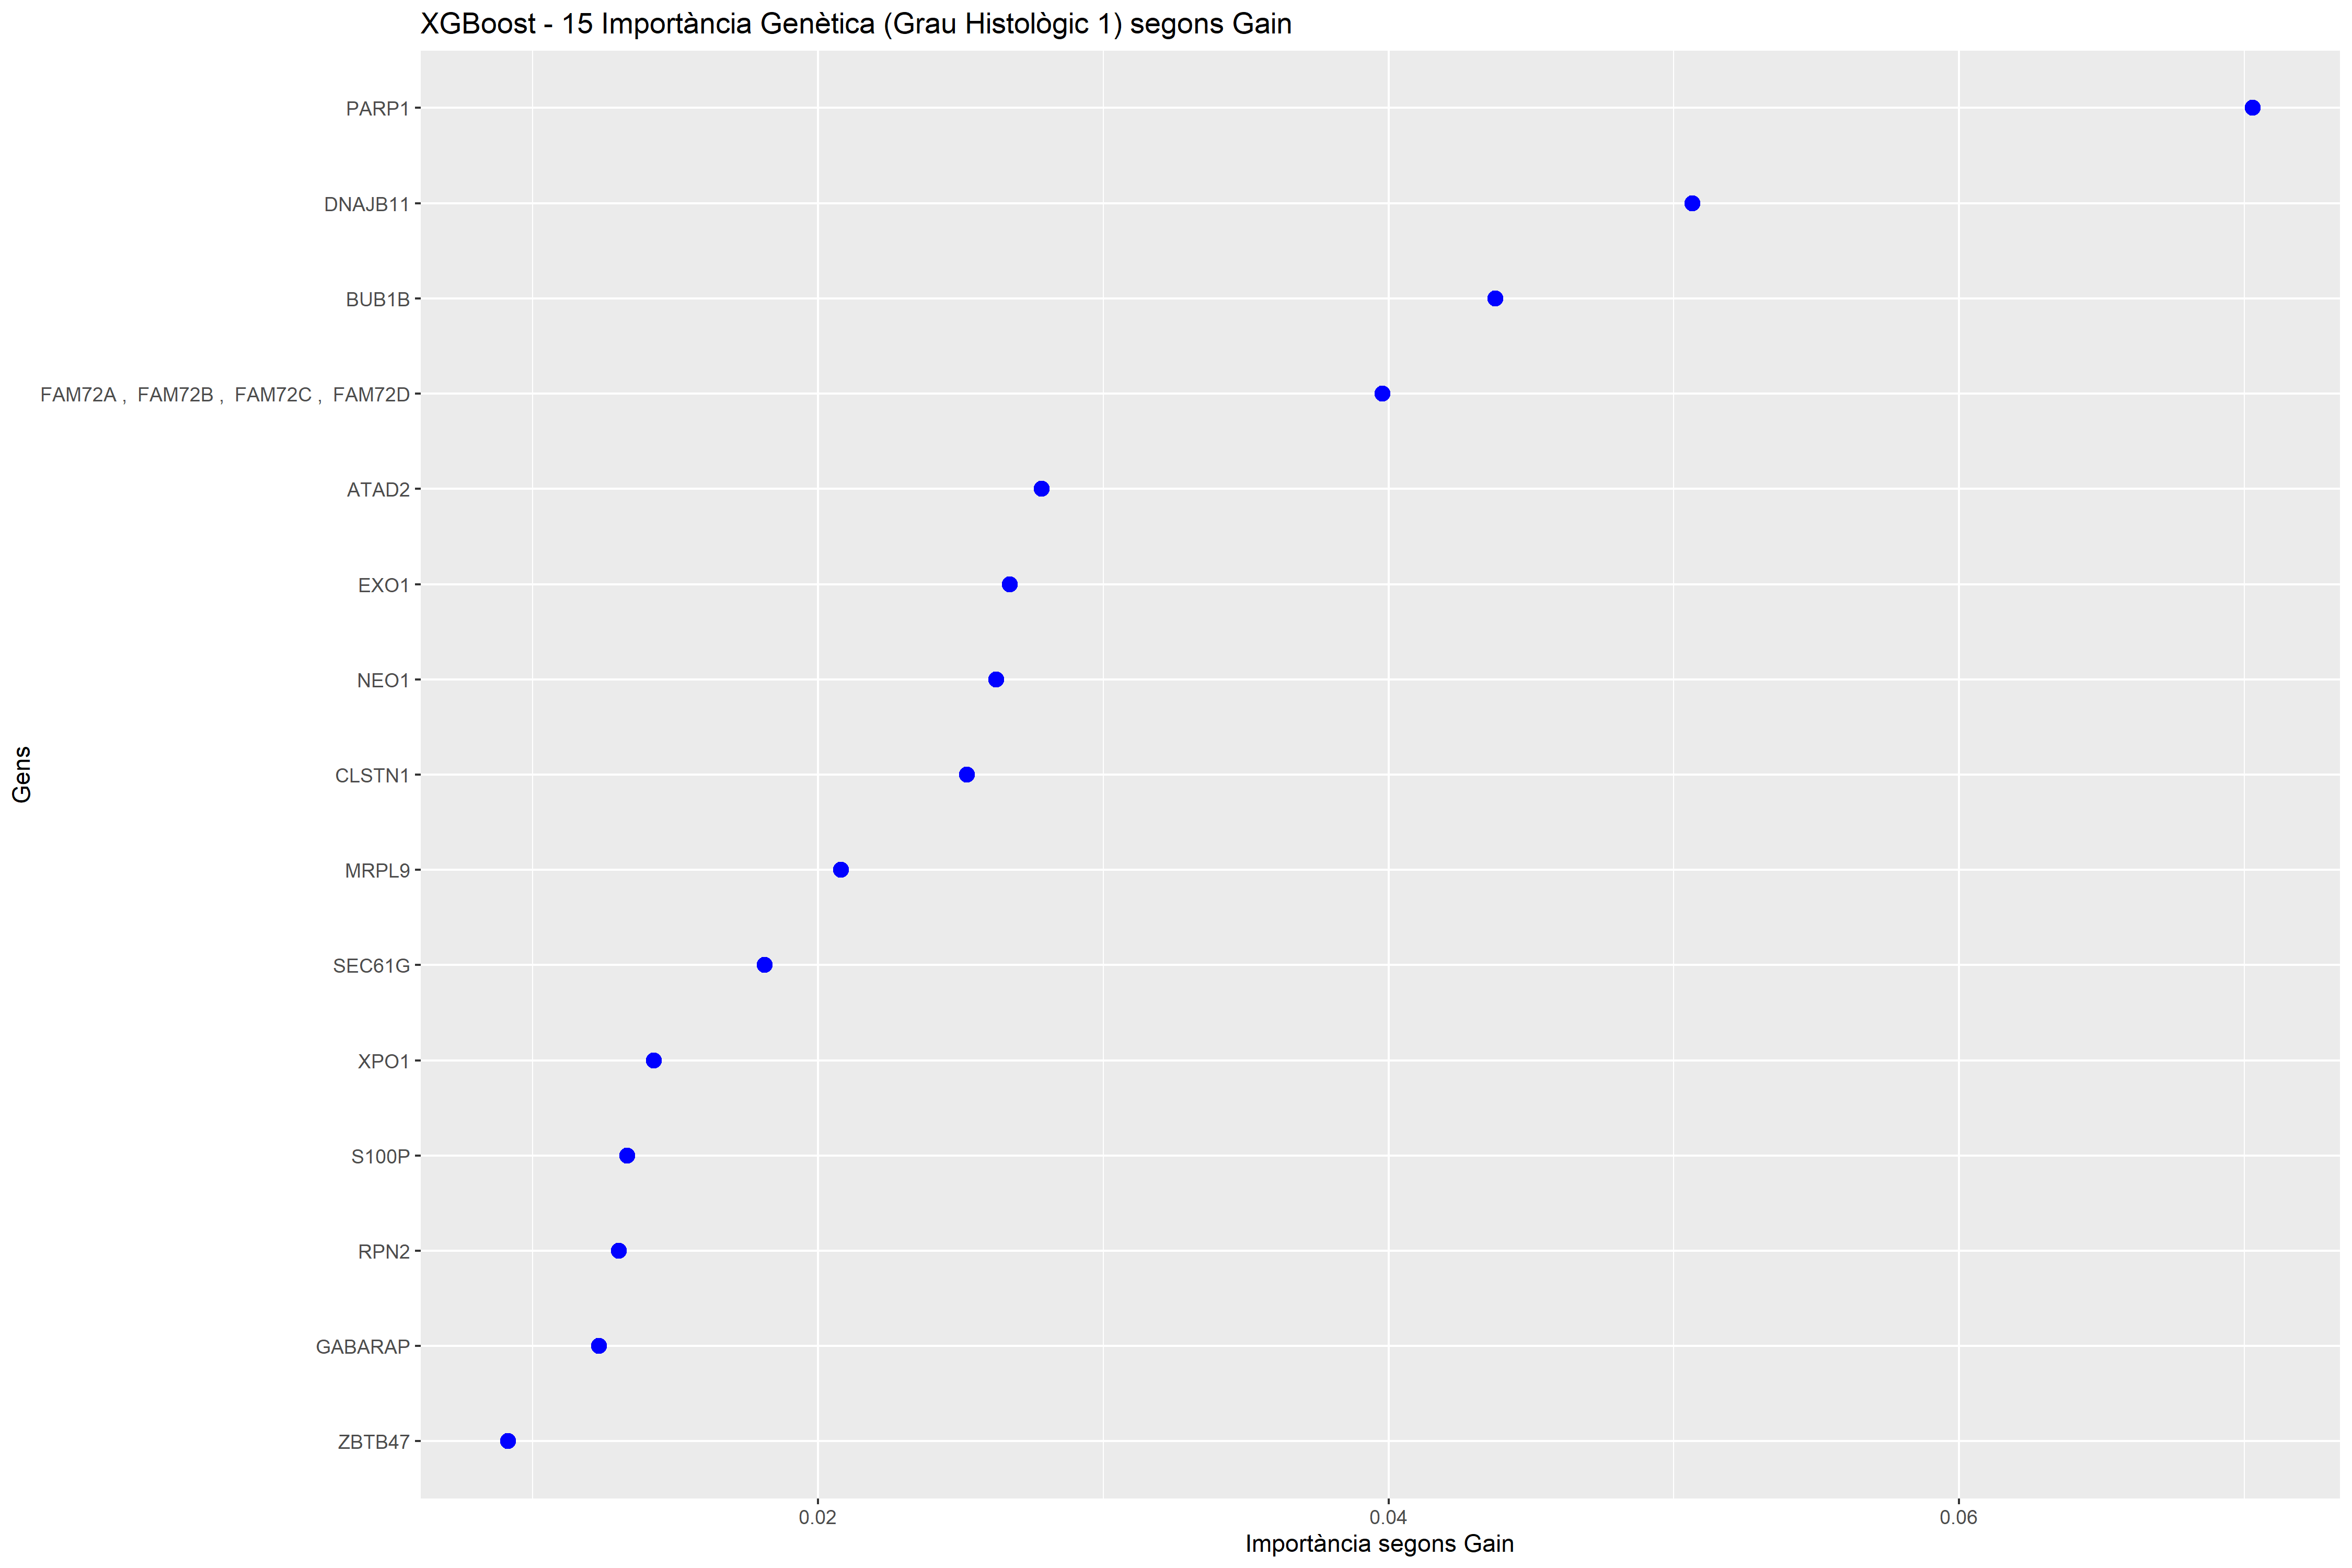 XGBoost - 15 Importància Genètica (Grau Histològic 1) segons Gain
PARP1
DNAJB11
BUB1B
FAM72A ,  FAM72B ,  FAM72C ,  FAM72D
ATAD2
EXO1
NEO1
CLSTN1
MRPL9
SEC61G
XPO1
S100P
RPN2
GABARAP
ZBTB47
Gens
0.02
0.04
0.06
Importància segons Gain